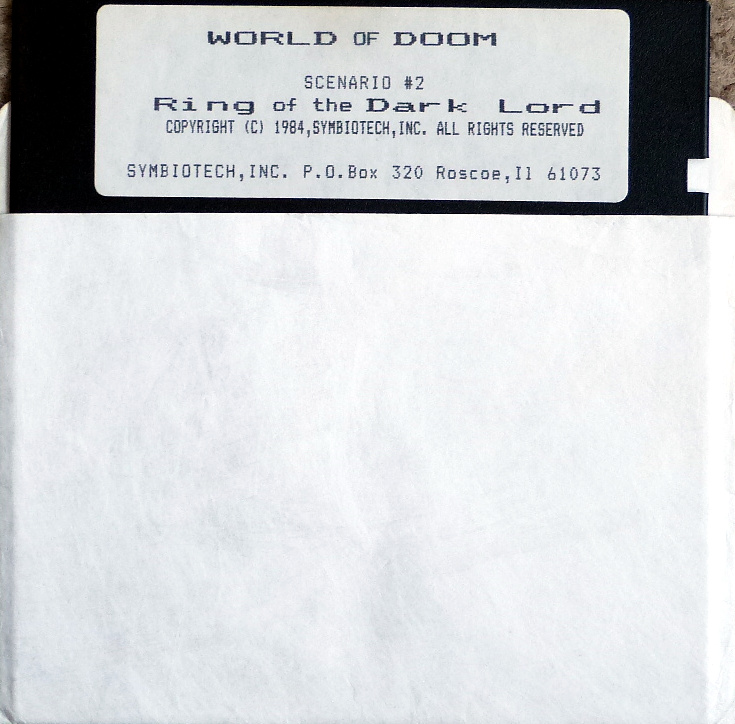 WORLD OF DOOM
SCENARIO #2
Ring of the Dark Lord
COPYRIGHT (C) 1984,SYMBIOTECH,INC. ALL RIGHTS RESERVED
SYMBIOTECH,INC. P.O.Box 320 Roscoe,Il 61073